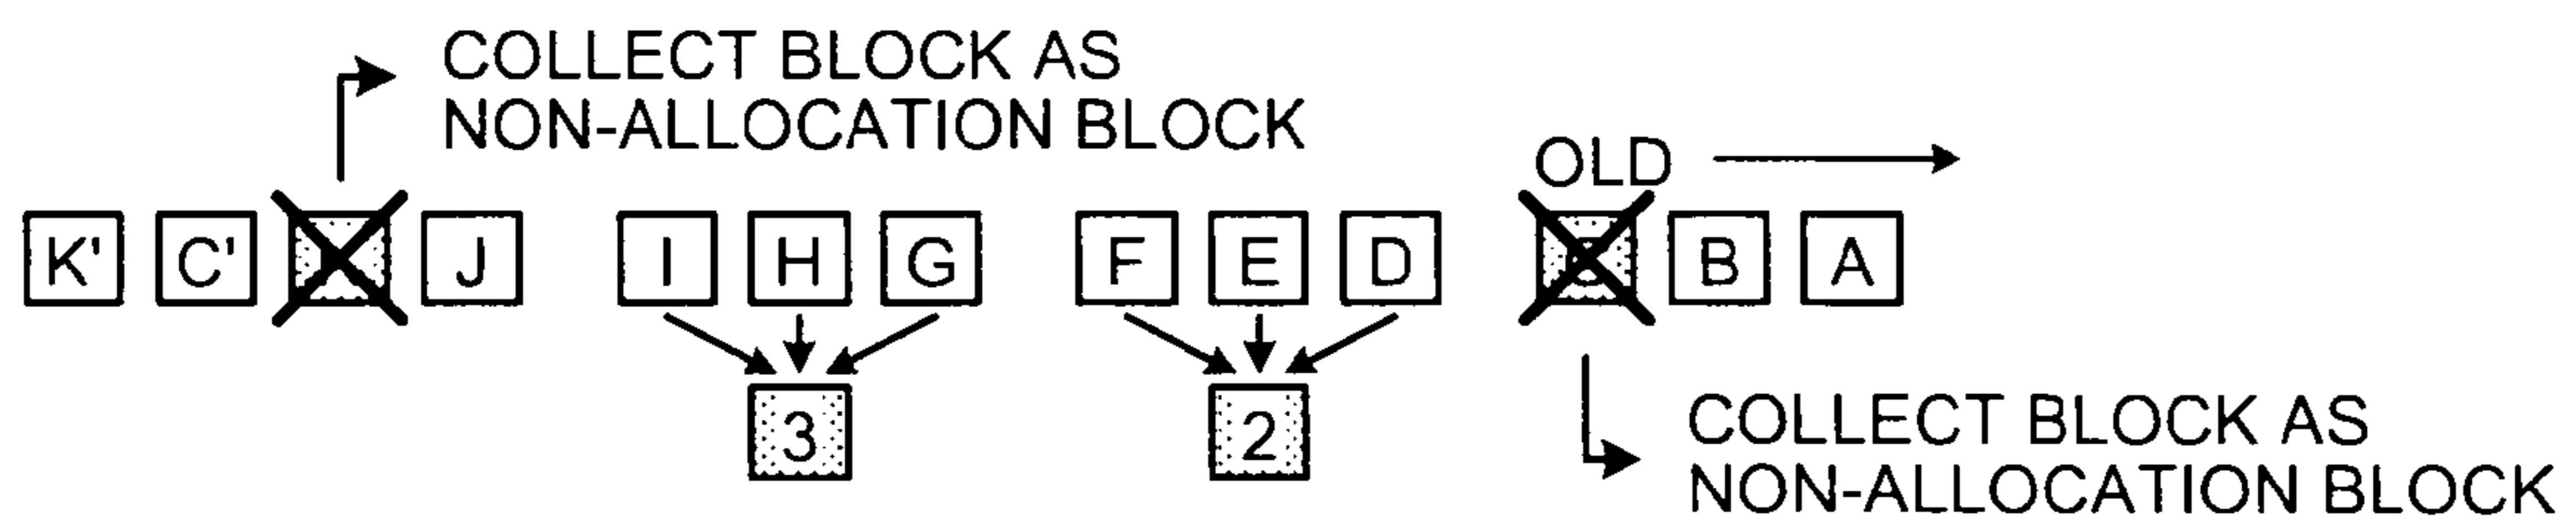 COLLECT BLOCK AS
NON-ALLOCATION BLOCK
OLD
K' C' J I H G F E D B A
3 2
COLLECT BLOCK AS
NON-ALLOCATION BLOCK